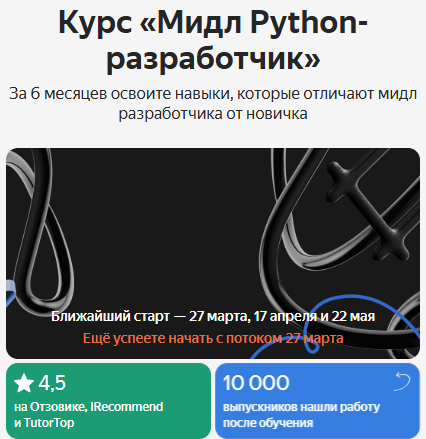 Курс «Мидл Python-
разработчик»
За 6 месяцев освоите навыки, которые отличают мидл
разработчика от новичка
Ближайший старт — 27 марта, 17 апреля и 22 мая
Ещё успеете начать с потоком 27 марта
4,5
на Отзовике, IRecommend
и TutorTop
10 000
выпускников нашли работу
после обучения